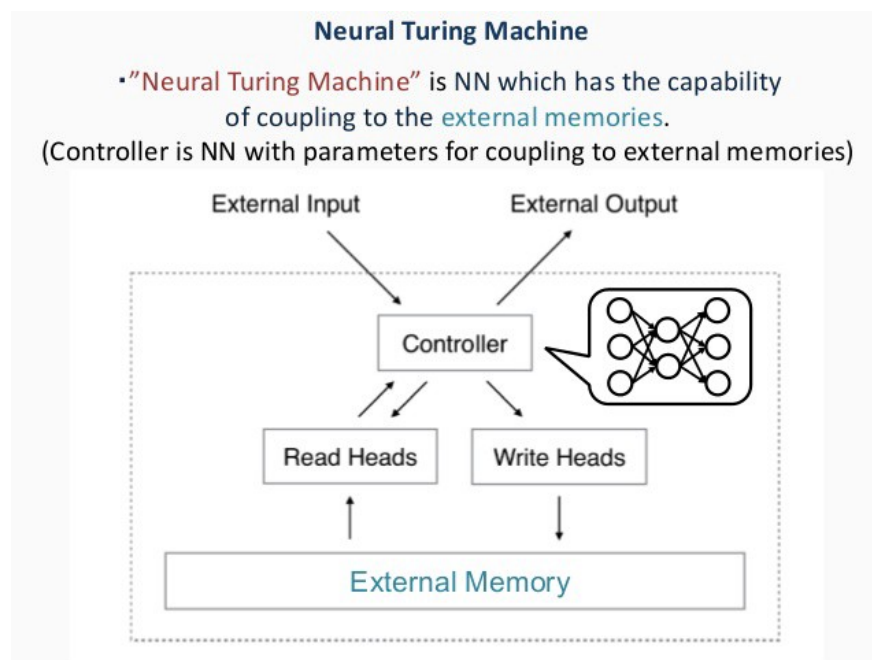 Neural Turing Machine
・”Neural Turing Machine” is NN which has the capability
of coupling to the external memories.
(Controller is NN with parameters for coupling to external memories)
External Input
External Output
Controller
Read Heads
Write Heads
External Memory